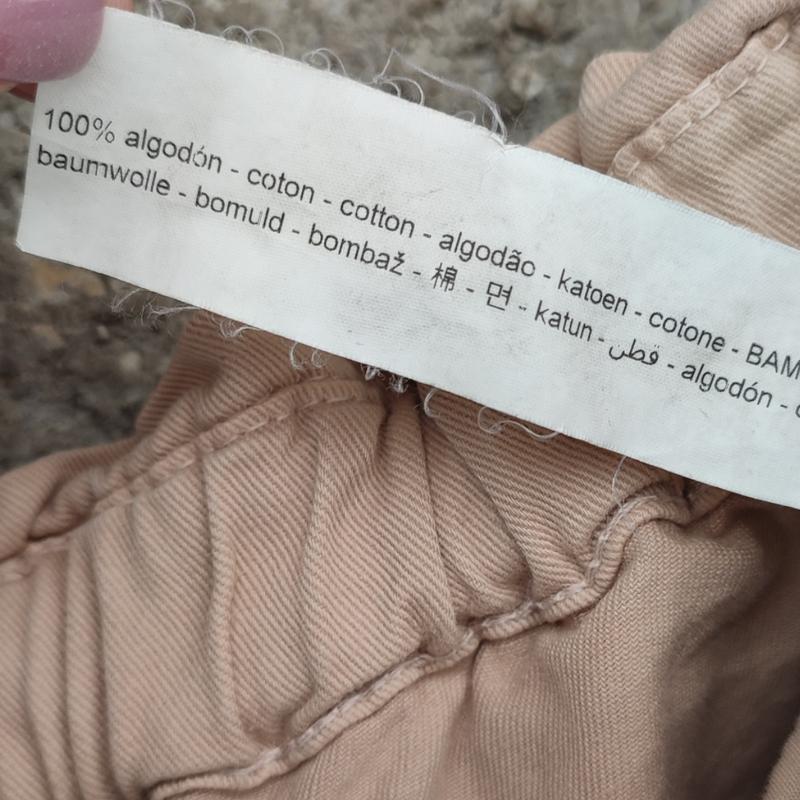 100% algodón - coton - cotton - algodão - katoen - cotone - BAM
baumwolle - bomuld - bombaž - 棉 - 면 - katun - قطن - algodón -